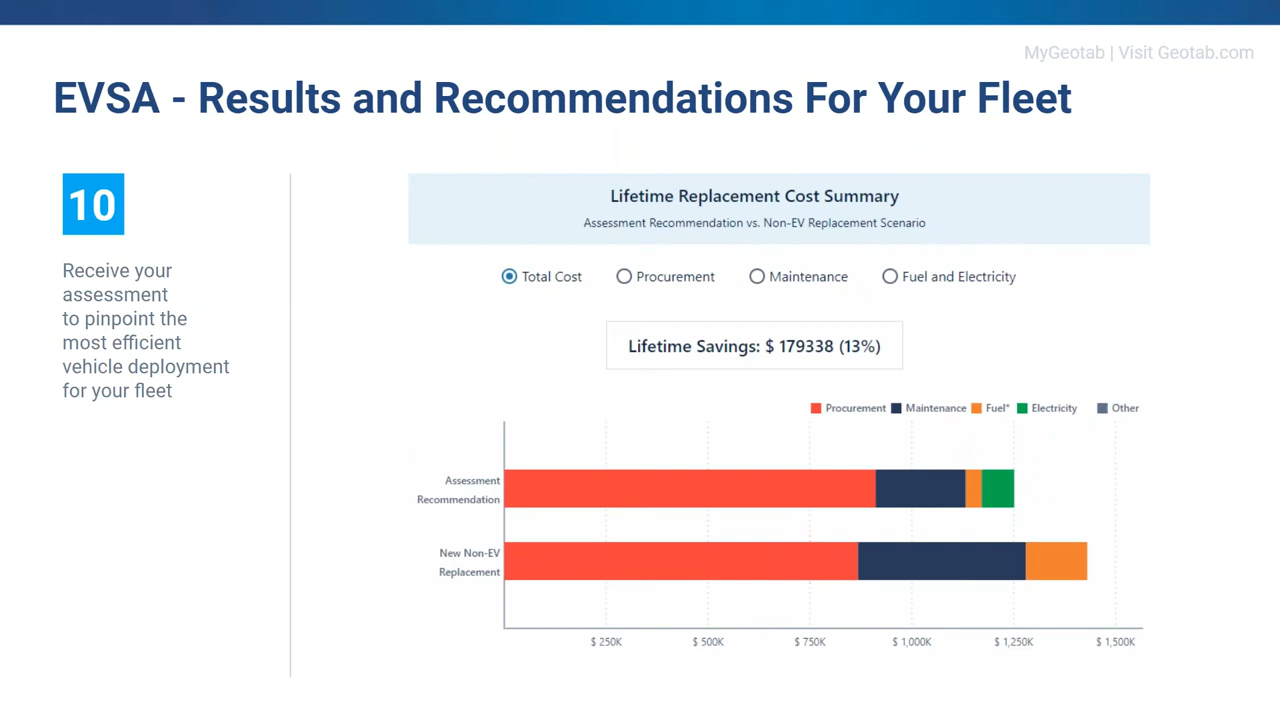 MyGeotab | Visit Geotab.com
EVSA - Results and Recommendations For Your Fleet
10
Receive your
assessment
to pinpoint the
most efficient
vehicle deployment
for your fleet
Lifetime Replacement Cost Summary
Assessment Recommendation vs. Non-EV Replacement Scenario
Total Cost Procurement Maintenance Fuel and Electricity
Lifetime Savings: $ 179338 (13%)
Procurement Maintenance Fuel* Electricity Other
Assessment
Recommendation
New Non-EV
Replacement
$ 250K $ 500K $ 750K $ 1,000K $ 1,250K $ 1,500K